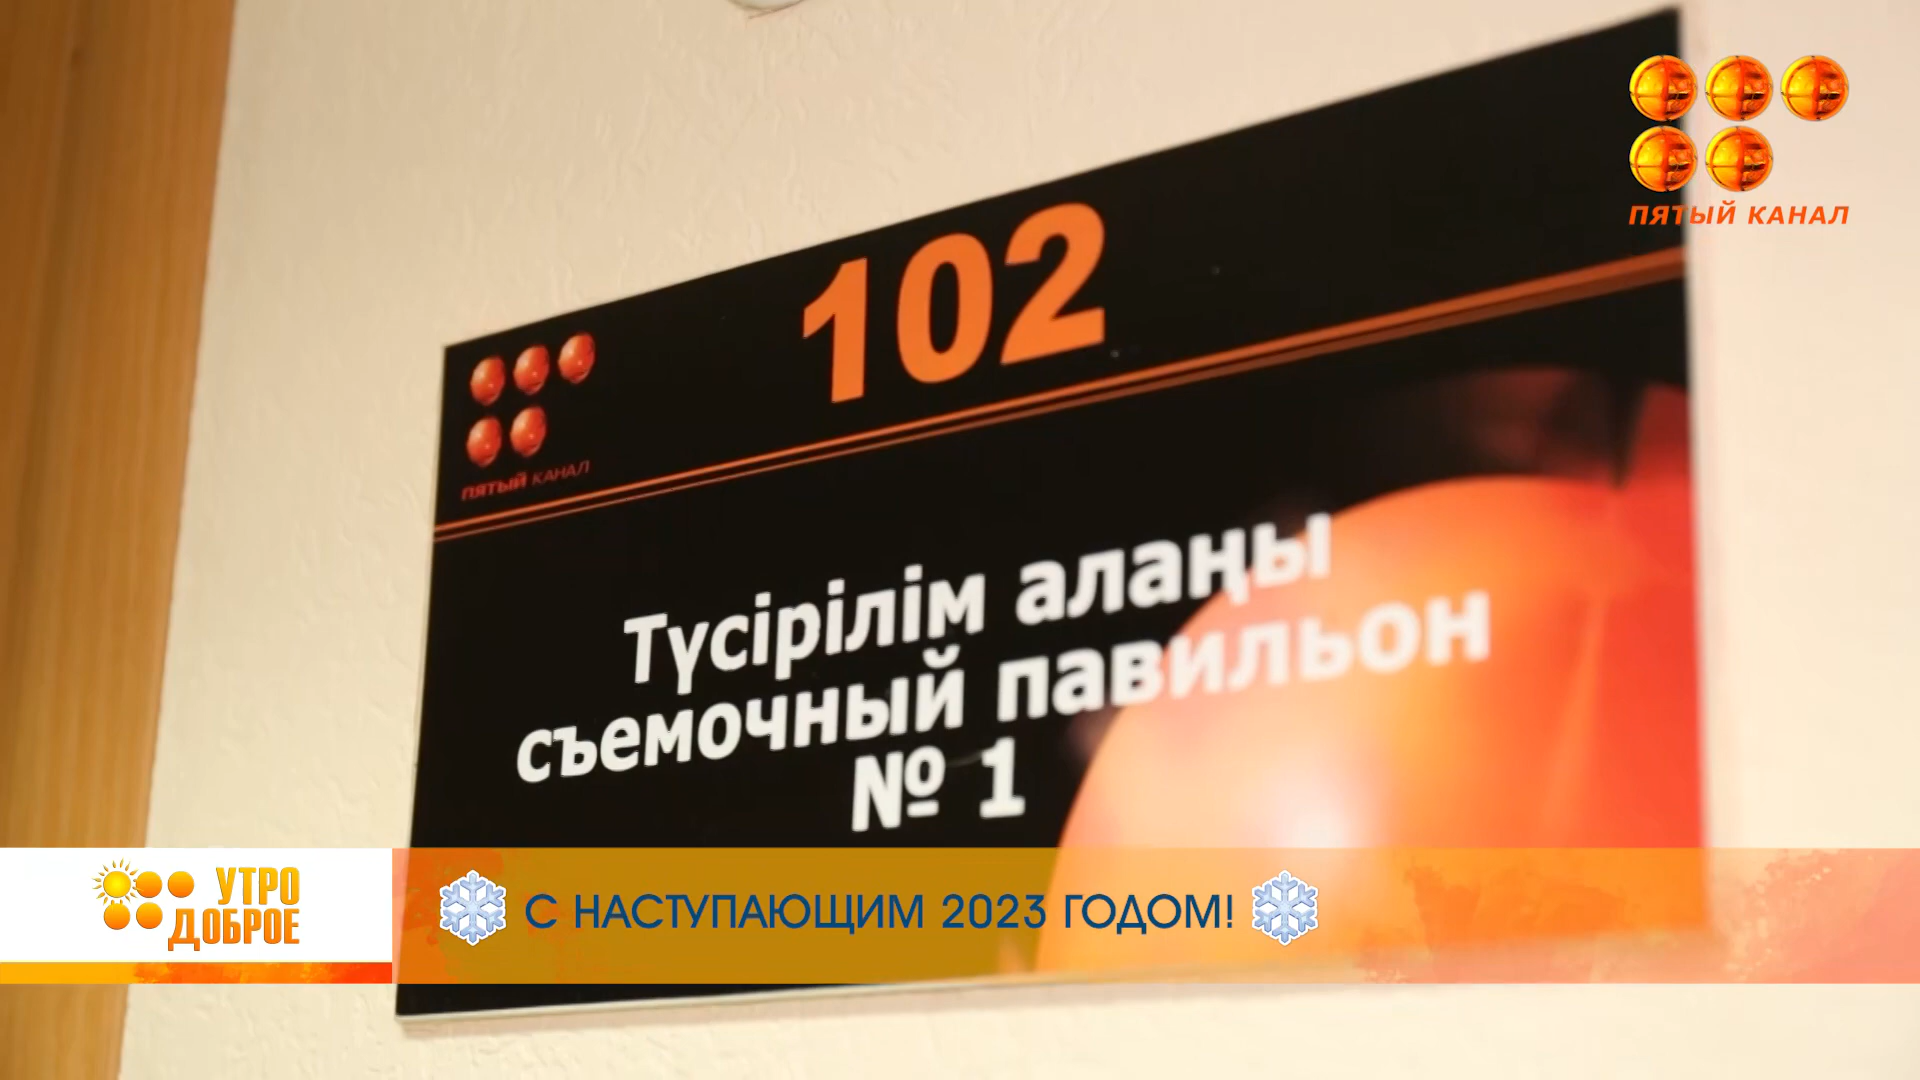 ПЯТЫЙ КАНАЛ
102
ПЯТЫЙ КАНАЛ
Түсірілім алаңы
съемочный павильон
№ 1
УТРО
ДОБРОЕ
С НАСТУПАЮЩИМ 2023 ГОДОМ!